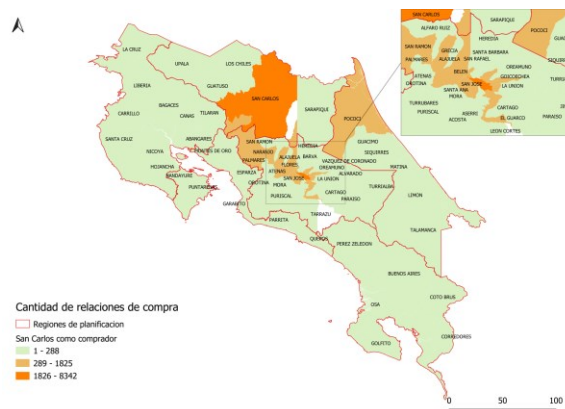 LA CRUZ
UPALA
LOS CHILES
LIBERIA
GUATUSO
SAN CARLOS
BAGACES
CARRILLO
CAÑAS
TILARAN
SARAPIQUI
POCOCI
SANTA CRUZ
ABANGARES
MONTES DE ORO
NICOYA
HOJANCHA
NANDAYURE
PUNTARENAS
SAN RAMON
NARANJO
PALMARES
HEREDIA
ALAJUELA
BARVA
FLORES
GUACIMO
SIQUIRRES
VAZQUEZ DE CORONADO
OREAMUNO
MATINA
ESPARZA
ATENAS
SAN JOSE
LA UNION
ALVARADO
OROTINA
MORA
TURRIALBA
LIMON
CARTAGO
PARAISO
PURISCAL
GARABITO
TARRAZU
PARRITA
QUEPOS
PEREZ ZELEDON
TALAMANCA
BUENOS AIRES
COTO BRUS
OSA
GOLFITO
CORREDORES
SAN CARLOS
SARAPIQUI
POCOCI
ALFARO RUIZ
HEREDIA
GUA
SAN RAMON
GRECIA
SANTA BARBARA
PALMARES
ALAJUELA
SAN RAFAEL
SIQUIRR
ATENAS
BELEN
OREAMUNO
GOICOECHEA
OROTINA
SAN JOSE
LA UNION
SANTA ANA
MORA
TURRUBARES
PURISCAL
CARTAGO
ASERRI
PARAISO
ACOSTA
EL GUARCO
LEON CORTES
Cantidad de relaciones de compra
Regiones de planificacion
San Carlos como comprador
1 - 288
289 - 1825
1826 - 8342
0 50 100